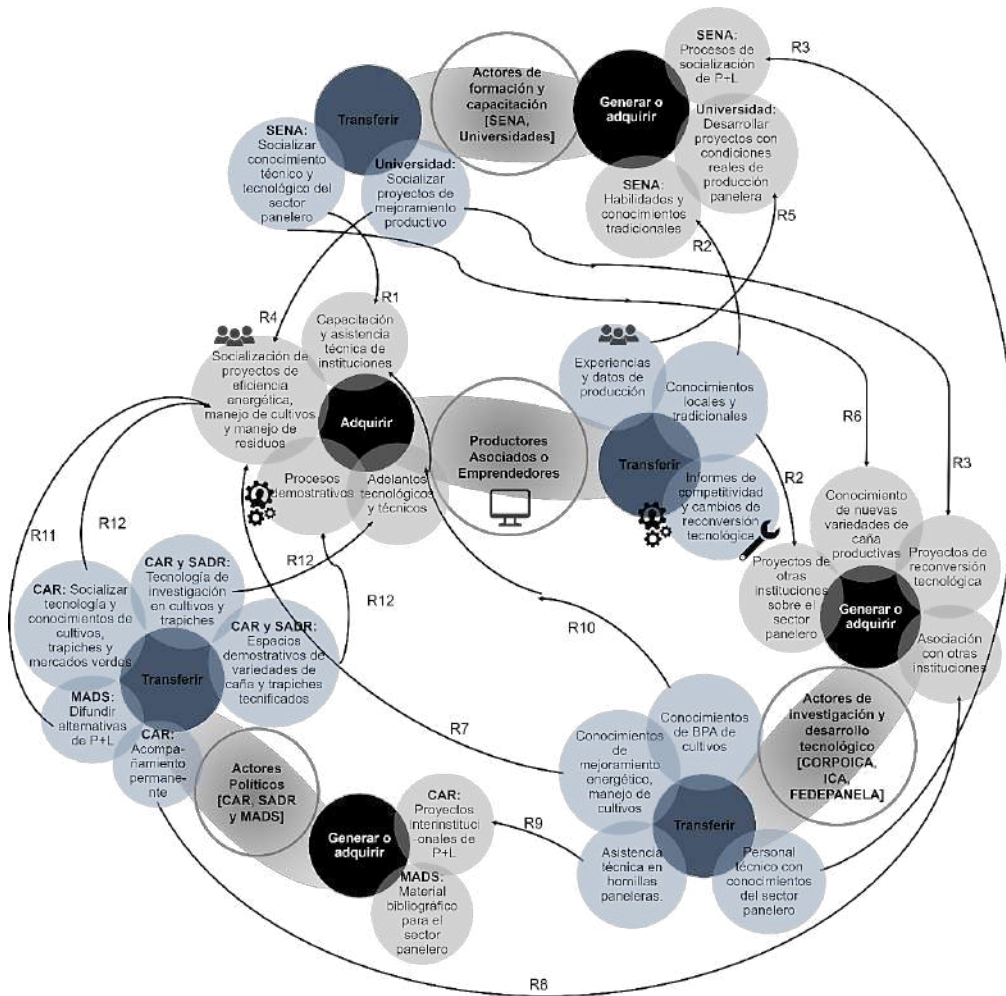 SENA:
Procesos de
socialización
de P+L
R3
Actores de
formación y
capacitación
[SENA,
Universidades]
Generar o
adquirir
Transferir
Universidad:
Desarrollar
proyectos con
condiciones
reales de
producción
panelera
SENA:
Socializar
conocimiento
técnico y
tecnológico del
sector
panelero
Universidad:
Socializar
proyectos de
mejoramiento
productivo
SENA:
Habilidades y
conocimientos
tradicionales
R5
R2
R1
R4
Capacitación
y asistencia
técnica de
instituciones
Socialización de
proyectos de
eficiencia
energética,
manejo de cultivos
y manejo de
residuos
Experiencias
y datos de
producción
Conocimientos
locales y
tradicionales
Adquirir
Productores
Asociados o
Emprendedores
Transferir
R6
R3
Procesos
demostrativos
Adelantos
tecnológicos
y técnicos
Informes de
competitividad
y cambios de
reconversión
tecnológica
R2
Conocimiento
de nuevas
variedades de
caña
productivas
R11
R12
R12
R12
Proyectos de
reconversión
tecnológica
Proyectos de
otras
instituciones
sobre el
sector
panelero
Generar o
adquirir
CAR: Socializar
tecnología y
conocimientos
de cultivos,
trapiches y
mercados verdes
CAR y SADR:
Tecnología de
investigación
en cultivos y
trapiches
CAR y SADR:
Espacios
demostrativos de
variedades de
caña y trapiches
tecnificados
R10
Asociación
con otras
instituciones
Transferir
MADS:
Difundir
alternativas
de P+L
CAR:
Acompa-
ñamiento
permane-
nte
R7
Conocimientos
de BPA de
cultivos
Actores de
investigación y
desarrollo
tecnológico
[CORPOICA,
ICA,
FEDEPANELA]
Conocimientos
de
mejoramiento
energético,
manejo de
cultivos
Actores
Políticos
[CAR, SADR
y MADS]
CAR:
Proyectos
interinstituci-
onales de
P+L
R9
Generar o
adquirir
Transferir
Asistencia
técnica en
hornillas
paneleras.
Personal
técnico con
conocimientos
del sector
panelero
MADS:
Material
bibliográfico
para el
sector
panelero
R8